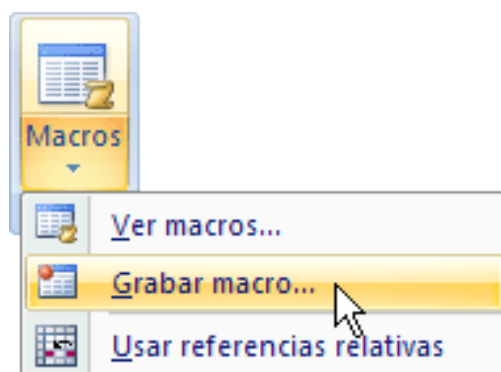 Macros
Ver macros...
Grabar macro...
Usar referencias relativas